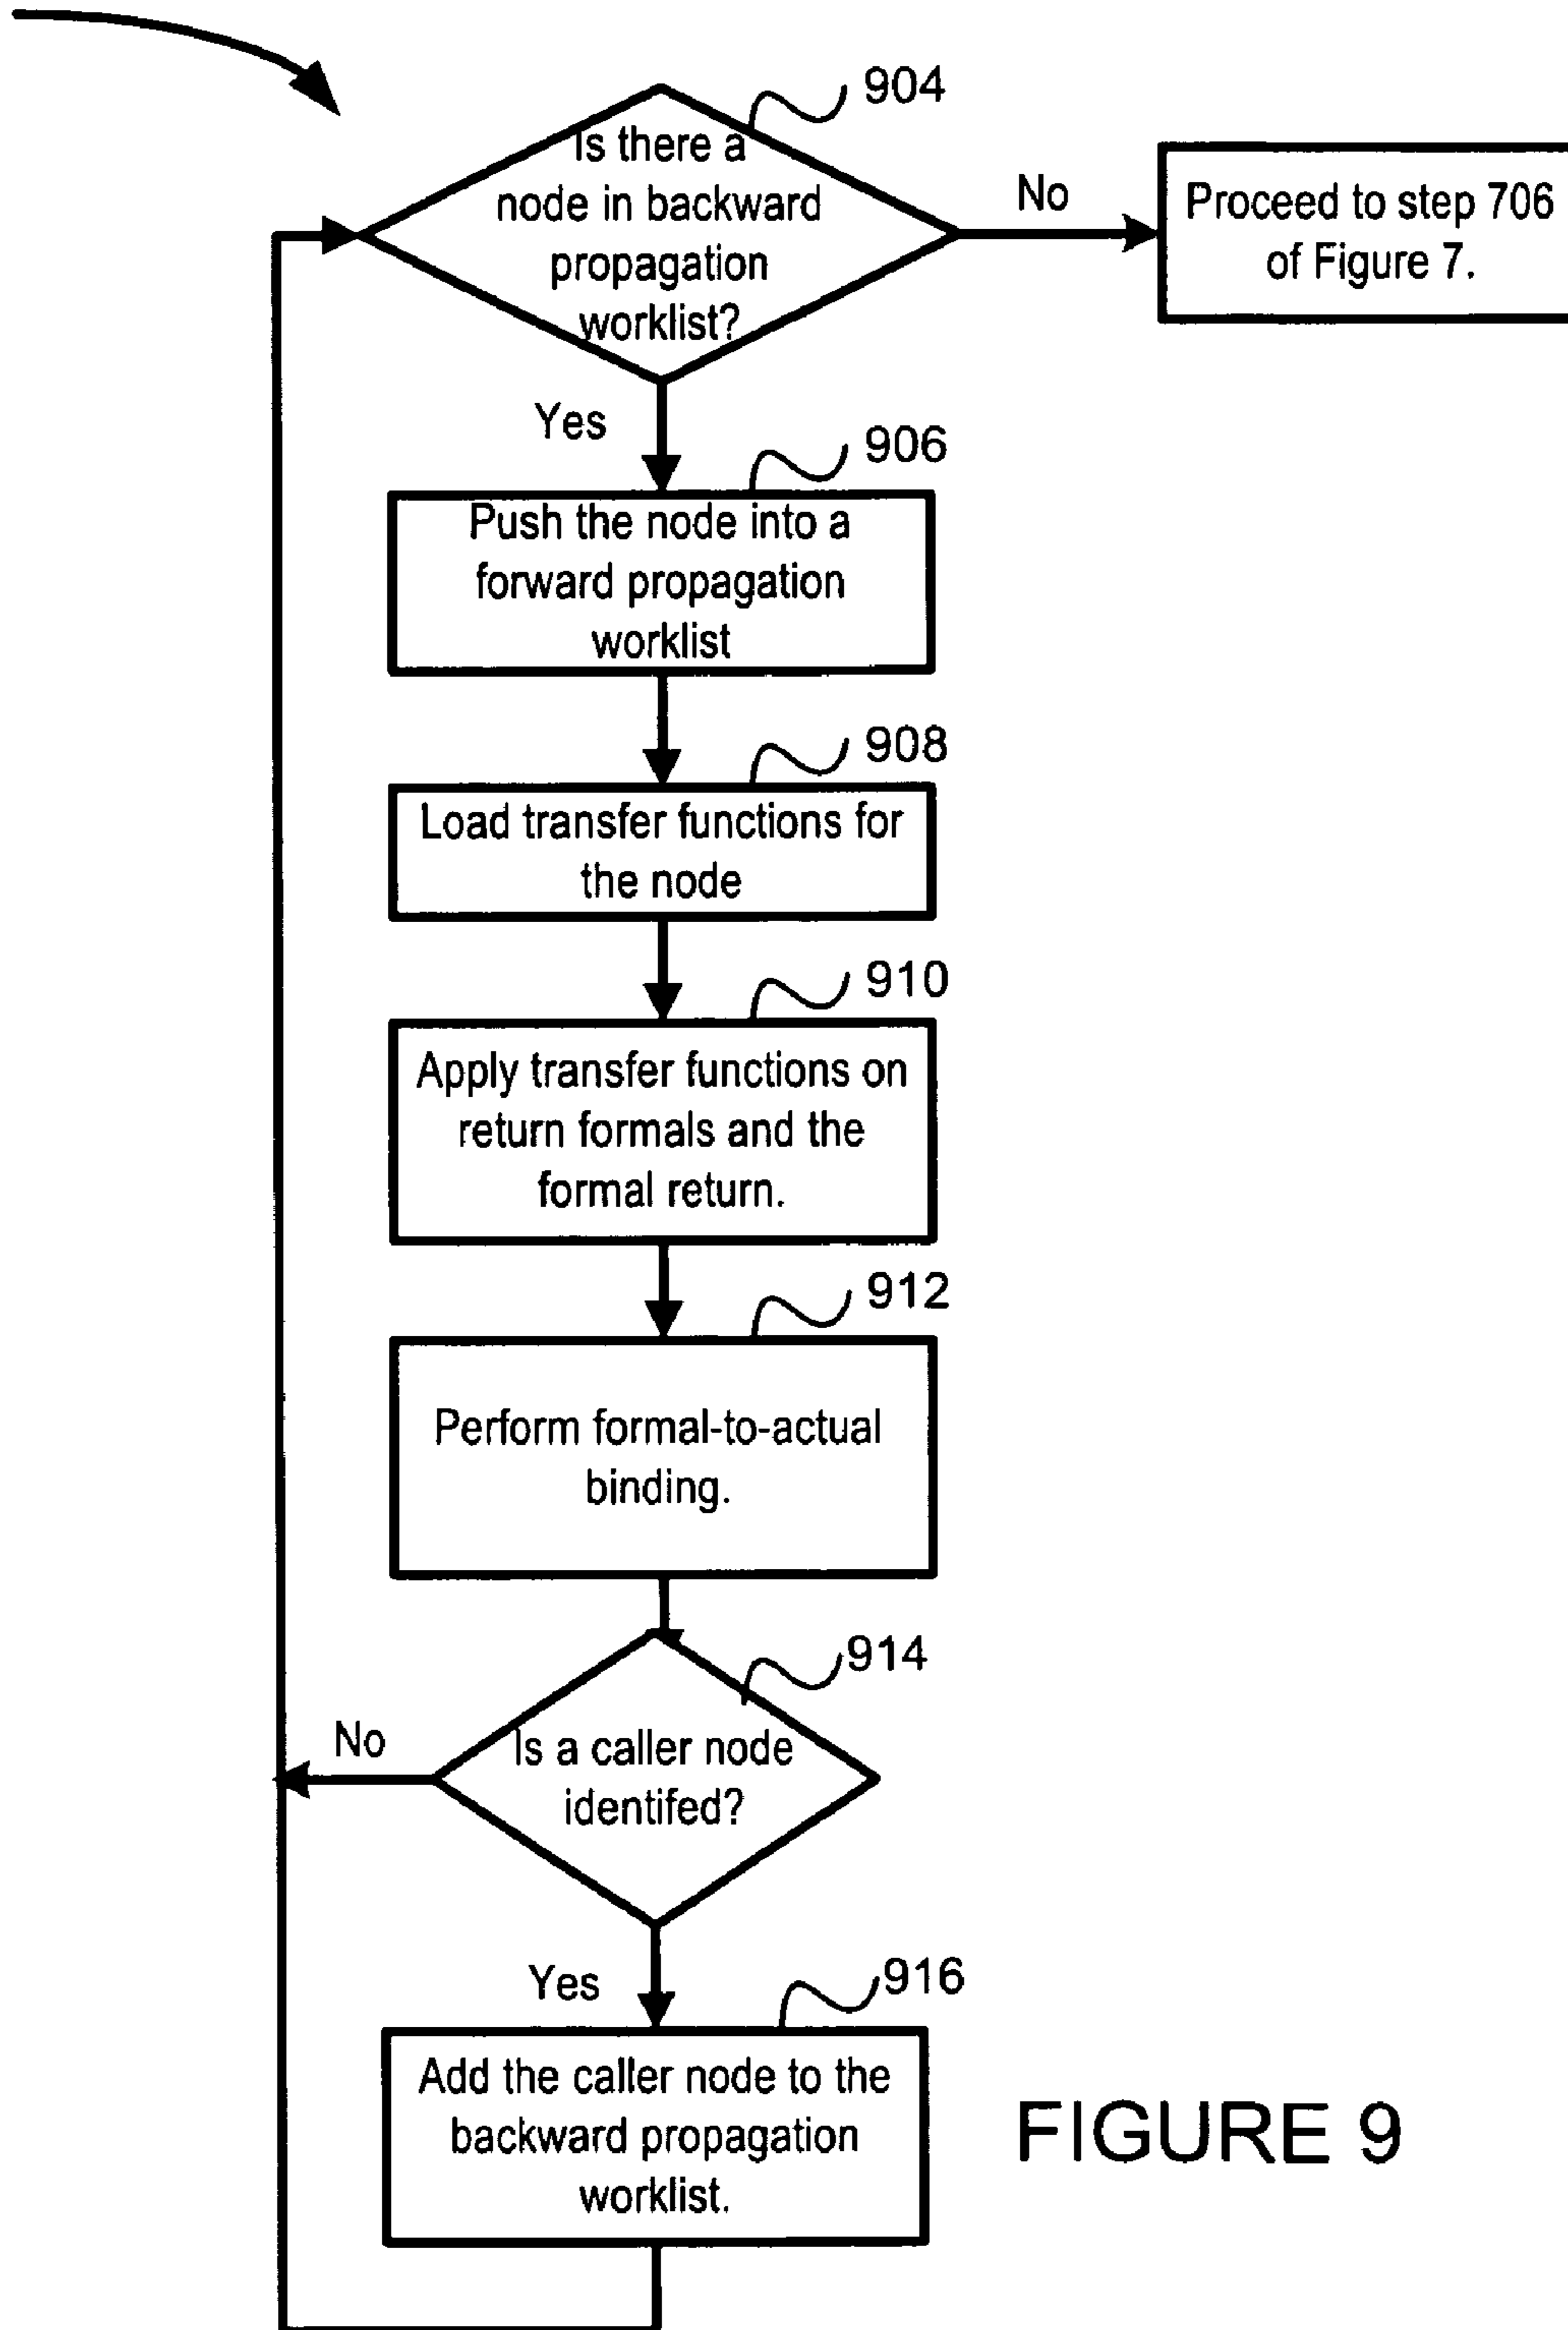 904
Is there a
node in backward
propagation
worklist?
No
Proceed to step 706
of Figure 7.
Yes
906
Push the node into a
forward propagation
worklist
908
Load transfer functions for
the node
910
Apply transfer functions on
return formals and the
formal return.
912
Perform formal-to-actual
binding.
914
No
Is a caller node
identifed?
Yes
916
Add the caller node to the
backward propagation
worklist.
FIGURE 9